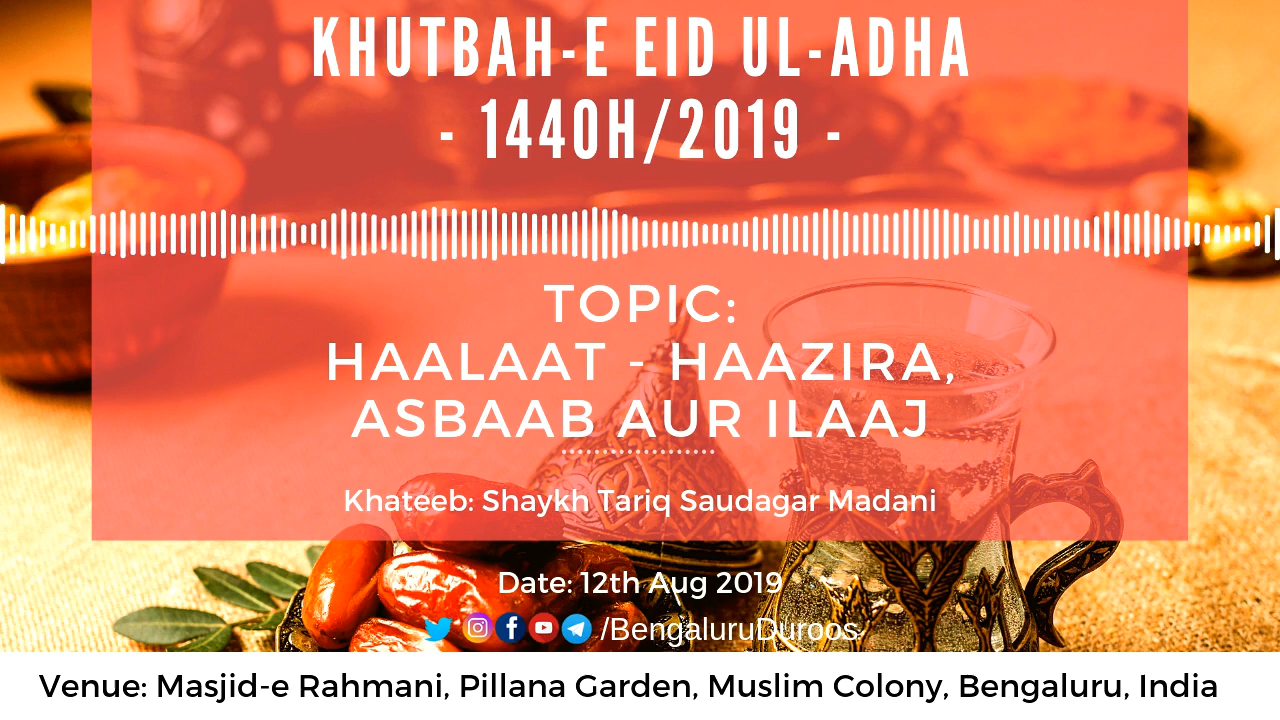 KHUTBAH-E EID UL-ADHA
- 1440H/2019 -
TOPIC:
HAALAAT - HAAZIRA,
ASBAAB AUR ILAAJ
Khateeb: Shaykh Tariq Saudagar Madani
Date: 12th Aug 2019
/BengaluruDuroos
Venue: Masjid-e Rahmani, Pillana Garden, Muslim Colony, Bengaluru, India